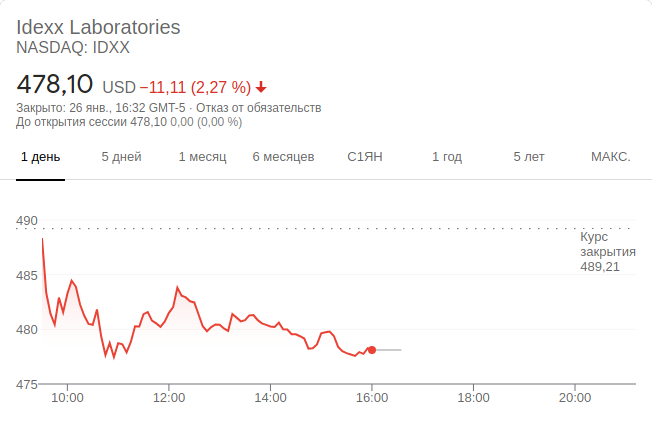 Idexx Laboratories
NASDAQ: IDXX
478,10 USD −11,11 (2,27 %)
Закрыто: 26 янв., 16:32 GMT-5 · Отказ от обязательств
До открытия сессии 478,10 0,00 (0,00 %)
1 день 5 дней 1 месяц 6 месяцев С1ЯН 1 год 5 лет МАКС.
490
Курс
закрытия
489,21
485
480
475
10:00 12:00 14:00 16:00 18:00 20:00